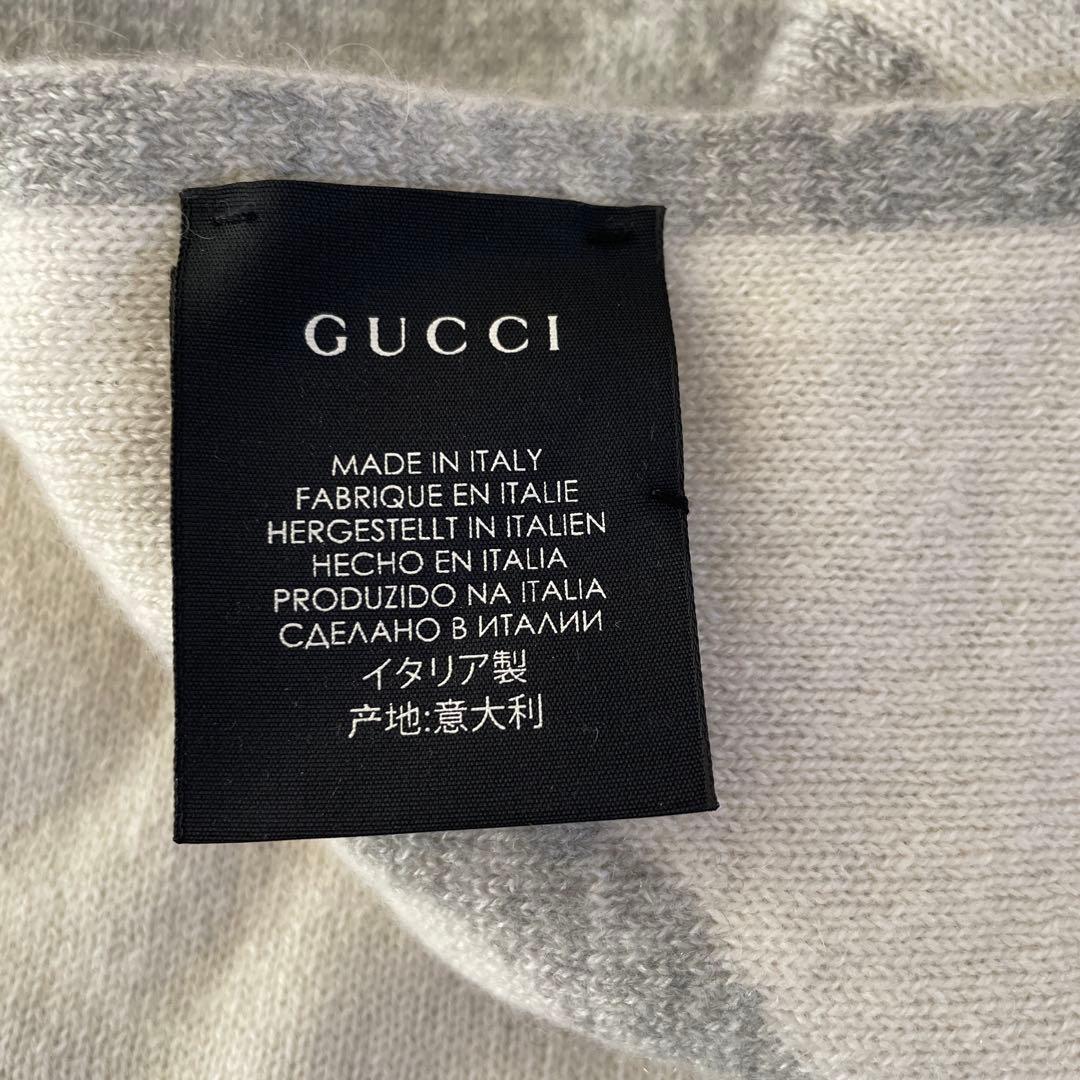 GUCCI
MADE IN ITALY
FABRIQUE EN ITALIE
HERGESTELLT IN ITALIEN
HECHO EN ITALIA
PRODUZIDO NA ITALIA
СДЕЛАНО В ИТАЛИИ
イタリア製
产地:意大利